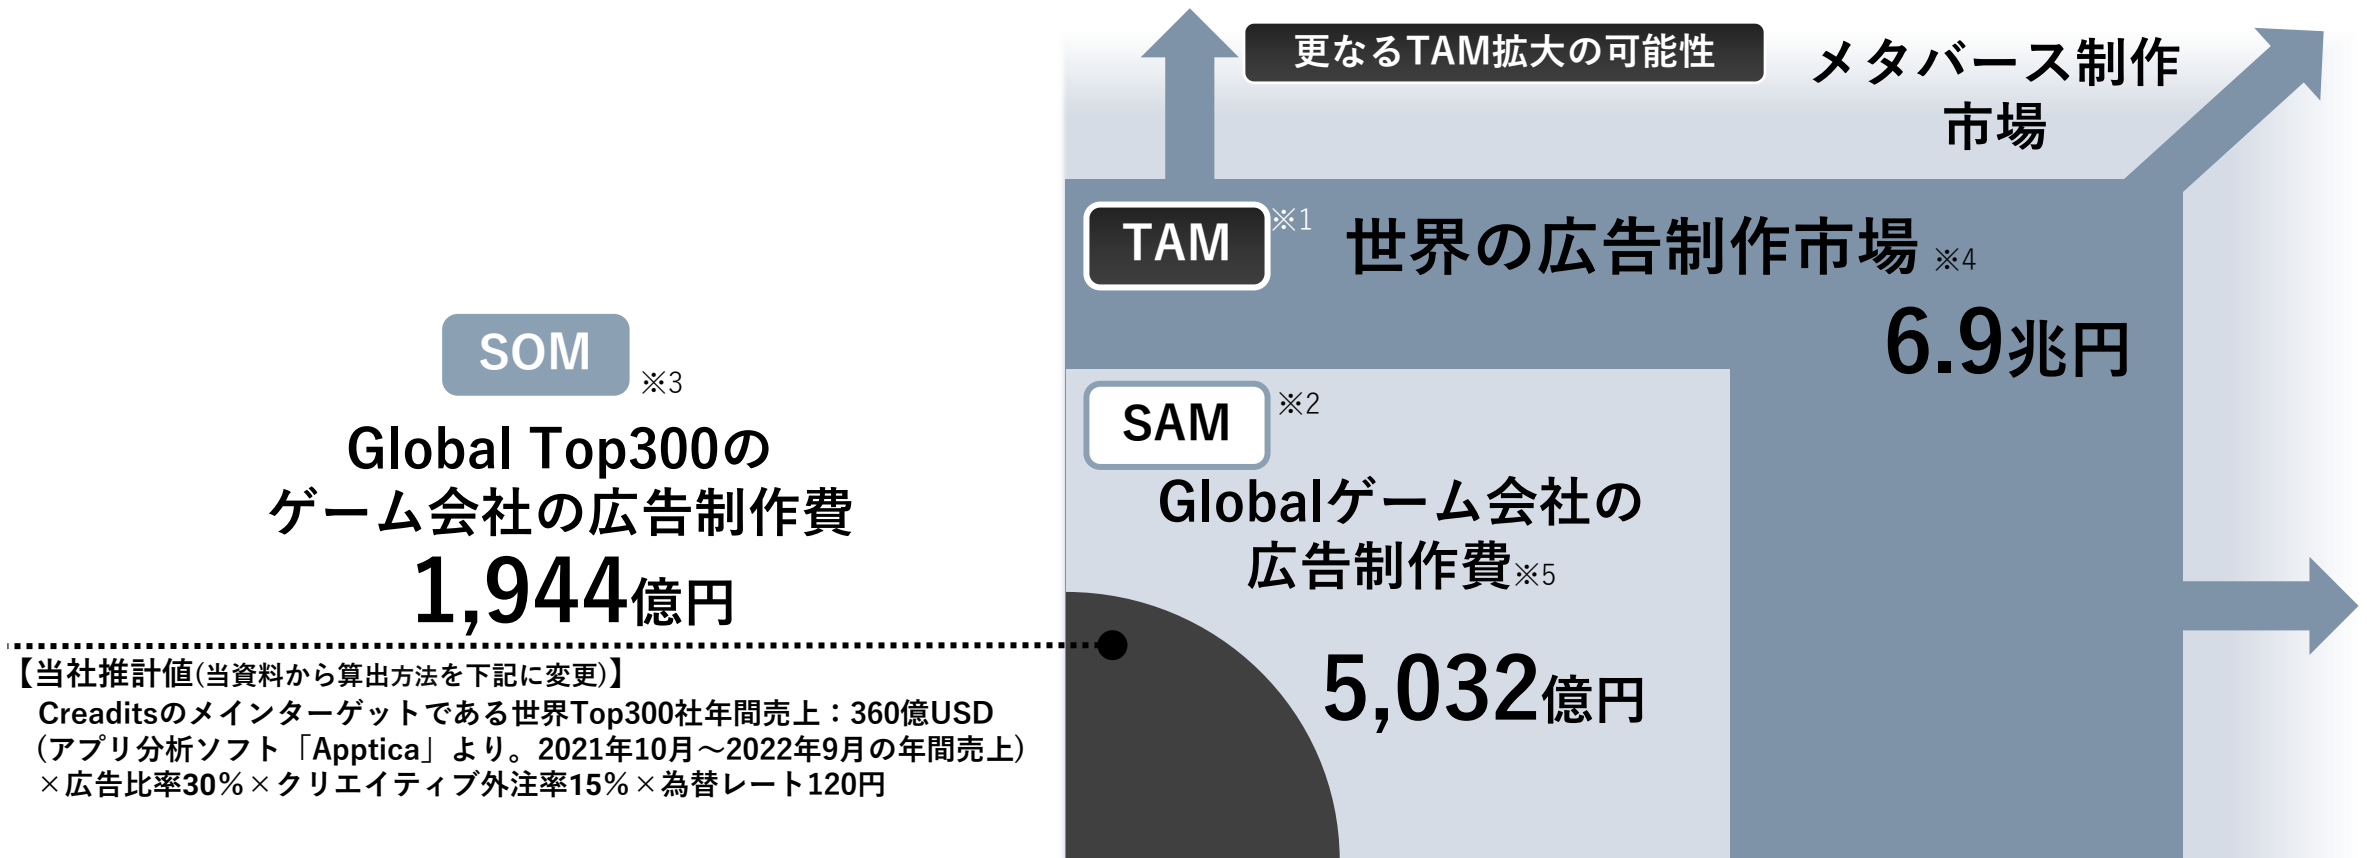 更なるTAM拡大の可能性
メタバース制作
市場
TAM ※1
世界の広告制作市場 ※4
6.9兆円
SAM ※2
Globalゲーム会社の
広告制作費※5
5,032億円
SOM ※3
Global Top300の
ゲーム会社の広告制作費
1,944億円
【当社推計値(当資料から算出方法を下記に変更)】
Creaditsのメインターゲットである世界Top300社年間売上：360億USD
(アプリ分析ソフト「Apptica」より。2021年10月～2022年9月の年間売上)
×広告比率30%×クリエイティブ外注率15%×為替レート120円